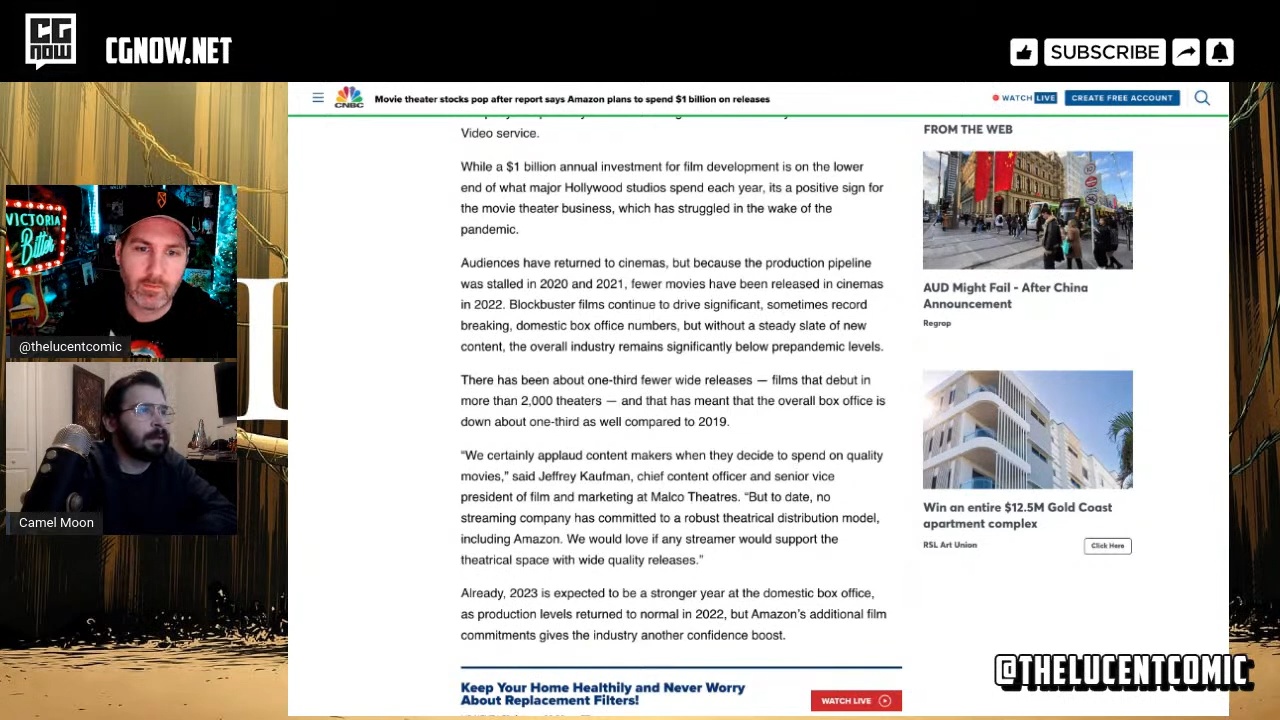 CG
NOW
CGNOW.NET
SUBSCRIBE
CNBC
Movie theater stocks pop after report says Amazon plans to spend $1 billion on releases
WATCH LIVE
CREATE FREE ACCOUNT
Video service.
While a $1 billion annual investment for film development is on the lower
end of what major Hollywood studios spend each year, its a positive sign for
the movie theater business, which has struggled in the wake of the
pandemic.
Audiences have returned to cinemas, but because the production pipeline
was stalled in 2020 and 2021, fewer movies have been released in cinemas
in 2022. Blockbuster films continue to drive significant, sometimes record
breaking, domestic box office numbers, but without a steady slate of new
content, the overall industry remains significantly below prepandemic levels.
There has been about one-third fewer wide releases — films that debut in
more than 2,000 theaters — and that has meant that the overall box office is
down about one-third as well compared to 2019.
“We certainly applaud content makers when they decide to spend on quality
movies,” said Jeffrey Kaufman, chief content officer and senior vice
president of film and marketing at Malco Theatres. “But to date, no
streaming company has committed to a robust theatrical distribution model,
including Amazon. We would love if any streamer would support the
theatrical space with wide quality releases.”
Already, 2023 is expected to be a stronger year at the domestic box office,
as production levels returned to normal in 2022, but Amazon’s additional film
commitments gives the industry another confidence boost.
Keep Your Home Healthily and Never Worry
About Replacement Filters!
WATCH LIVE
FROM THE WEB
AUD Might Fail - After China
Announcement
Regrop
Win an entire $12.5M Gold Coast
apartment complex
RSL Art Union
Click Here
VICTORIA
Bitter
@thelucentcomic
Camel Moon
@THELUCENTCOMIC